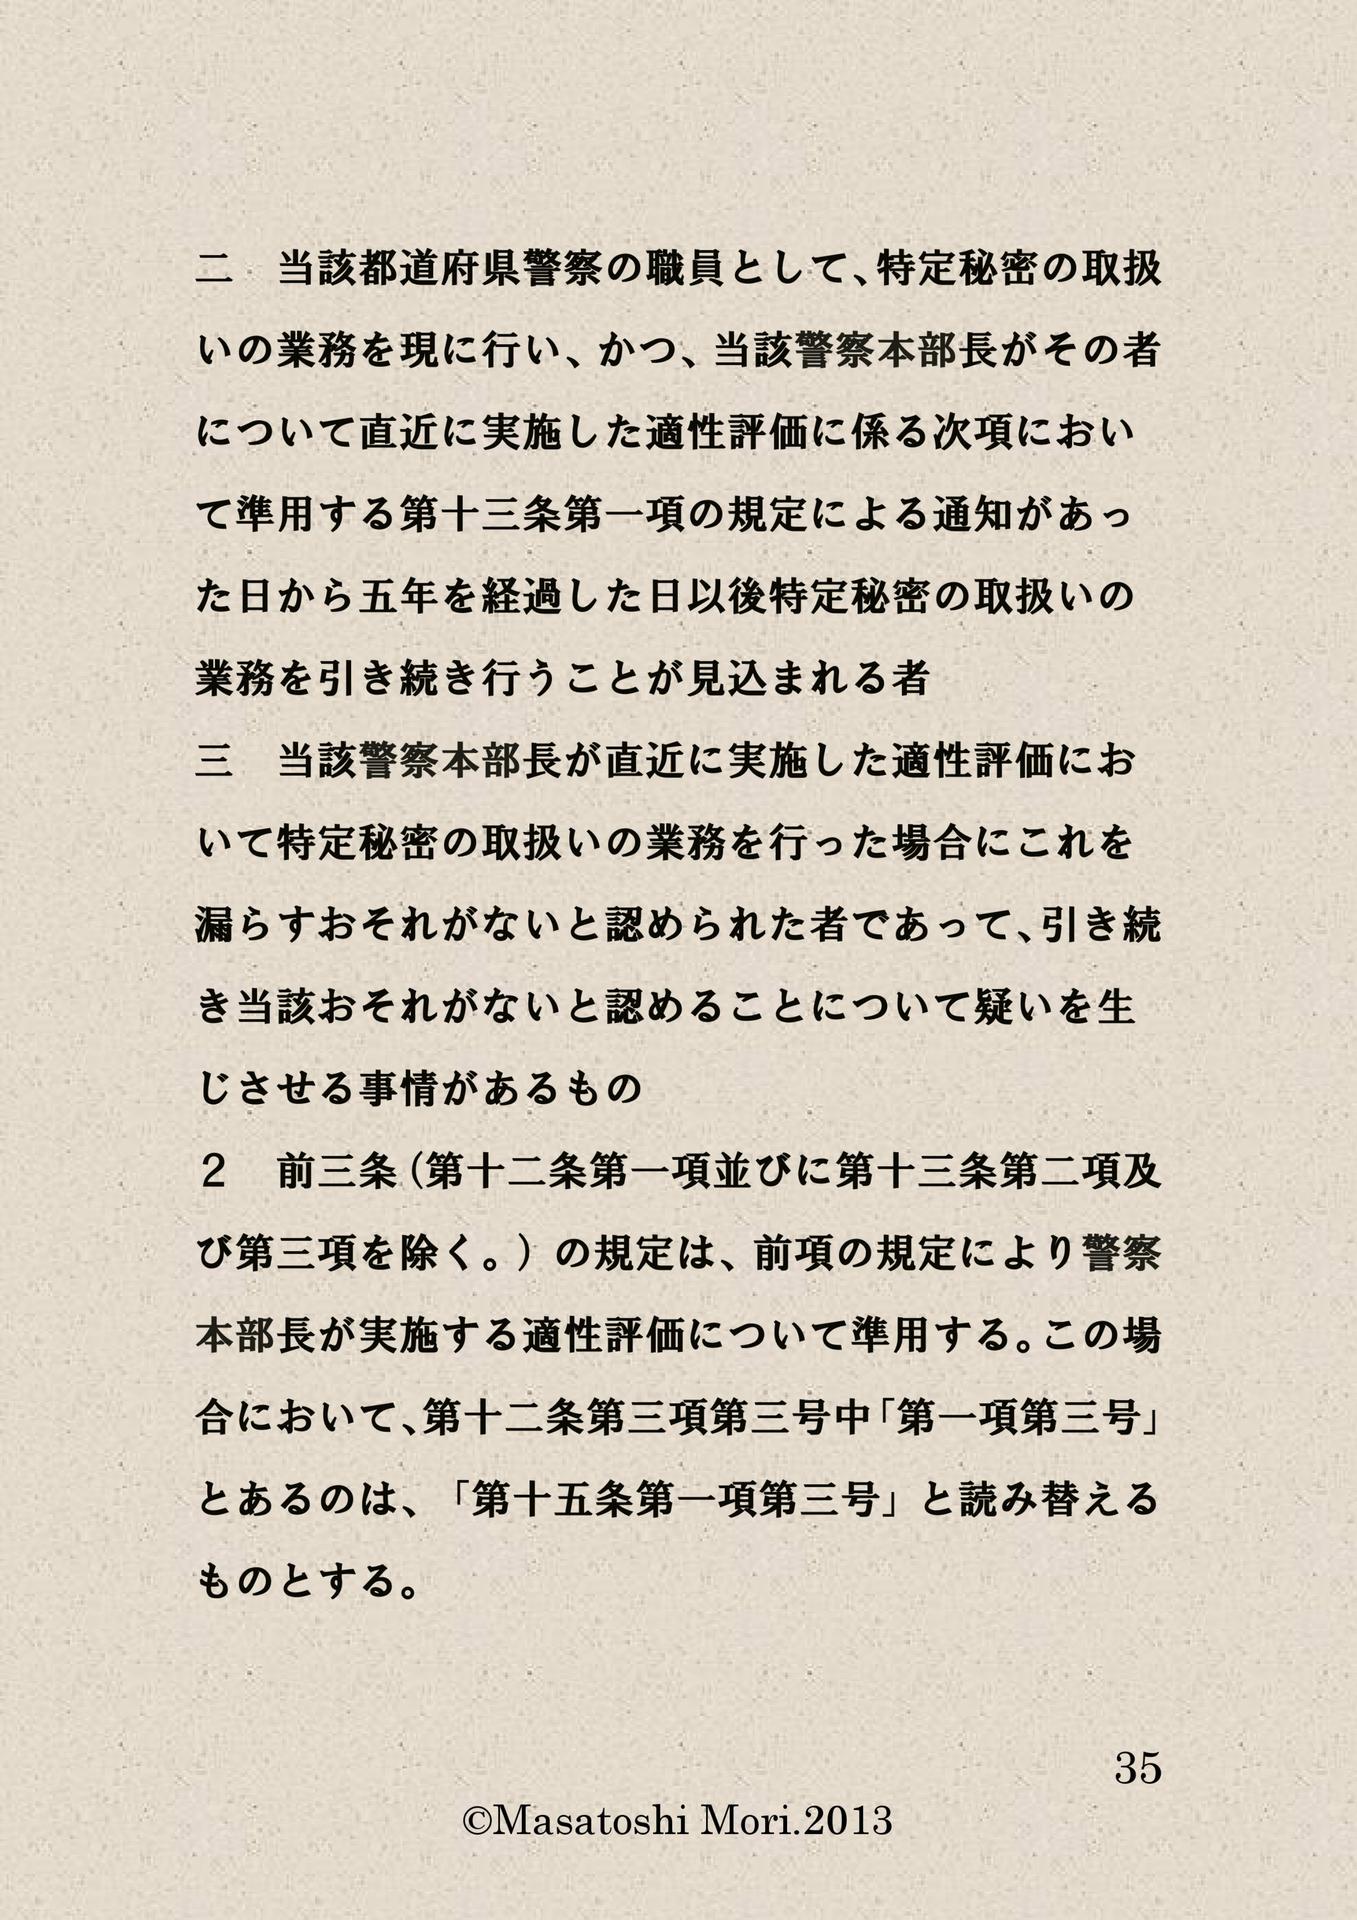 二　当該都道府県警察の職員として、特定秘密の取扱
いの業務を現に行い、かつ、当該警察本部長がその者
について直近に実施した適性評価に係る次項におい
て準用する第十三条第一項の規定による通知があっ
た日から五年を経過した日以後特定秘密の取扱いの
業務を引き続き行うことが見込まれる者
三　当該警察本部長が直近に実施した適性評価にお
いて特定秘密の取扱いの業務を行った場合にこれを
漏らすおそれがないと認められた者であって、引き続
き当該おそれがないと認めることについて疑いを生
じさせる事情があるもの
２　前三条（第十二条第一項並びに第十三条第二項及
び第三項を除く。）の規定は、前項の規定により警察
本部長が実施する適性評価について準用する。この場
合において、第十二条第三項第三号中「第一項第三号」
とあるのは、「第十五条第一項第三号」と読み替える
ものとする。
35
©Masatoshi Mori.2013